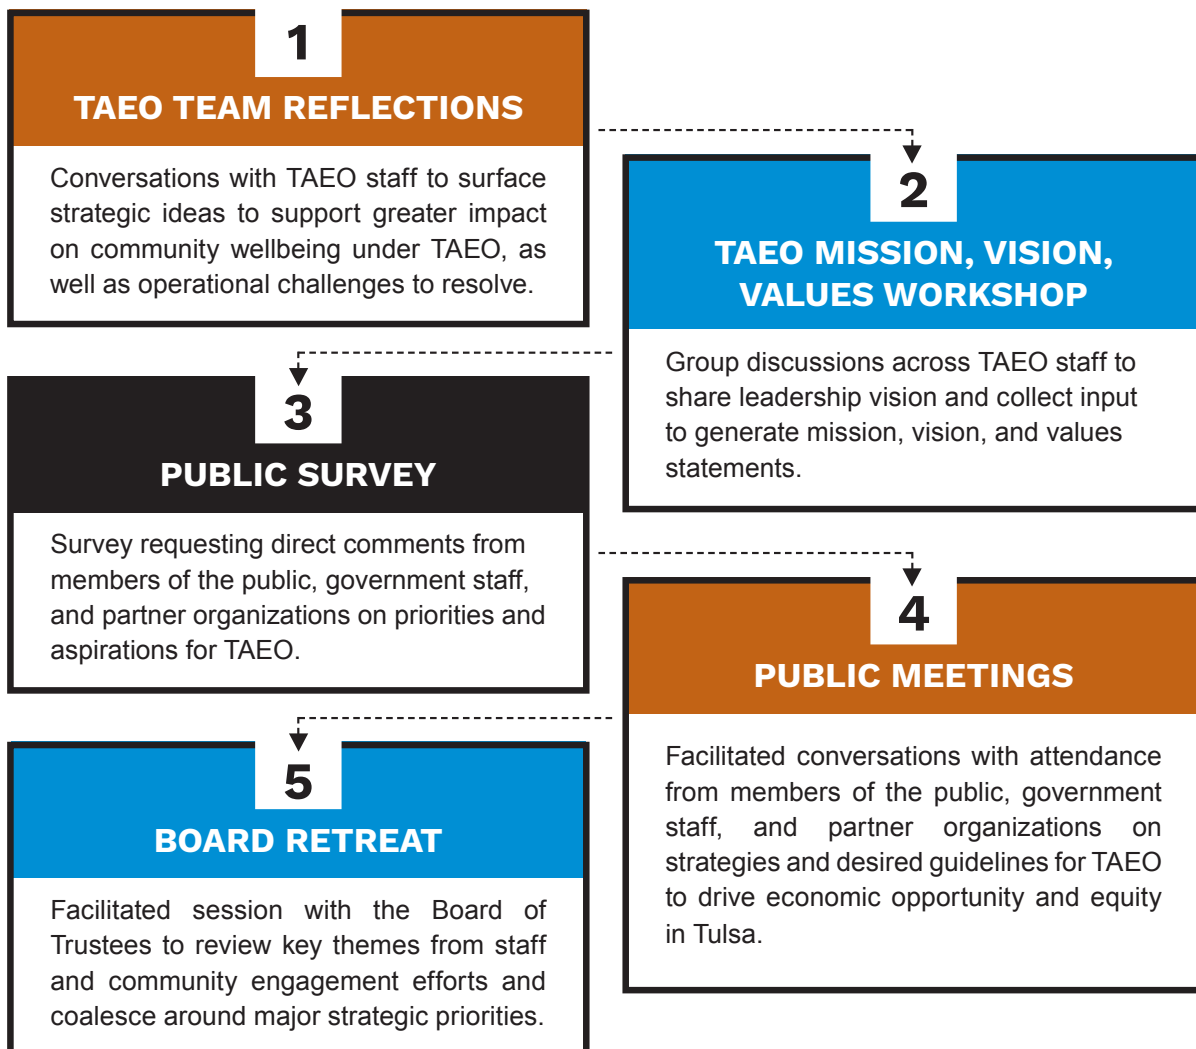 1
TAEO TEAM REFLECTIONS
Conversations with TAEO staff to surface
strategic ideas to support greater impact
on community wellbeing under TAEO, as
well as operational challenges to resolve.
2
TAEO MISSION, VISION,
VALUES WORKSHOP
Group discussions across TAEO staff to
share leadership vision and collect input
to generate mission, vision, and values
statements.
3
PUBLIC SURVEY
Survey requesting direct comments from
members of the public, government staff,
and partner organizations on priorities and
aspirations for TAEO.
4
PUBLIC MEETINGS
Facilitated conversations with attendance
from members of the public, government
staff, and partner organizations on
strategies and desired guidelines for TAEO
to drive economic opportunity and equity
in Tulsa.
5
BOARD RETREAT
Facilitated session with the Board of
Trustees to review key themes from staff
and community engagement efforts and
coalesce around major strategic priorities.